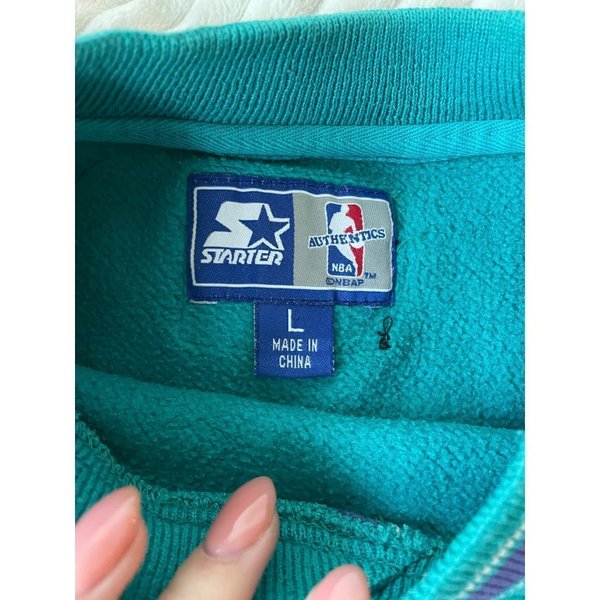 STARTER
AUTHENTICS
NBA
©NBAP TM
L
MADE IN
CHINA